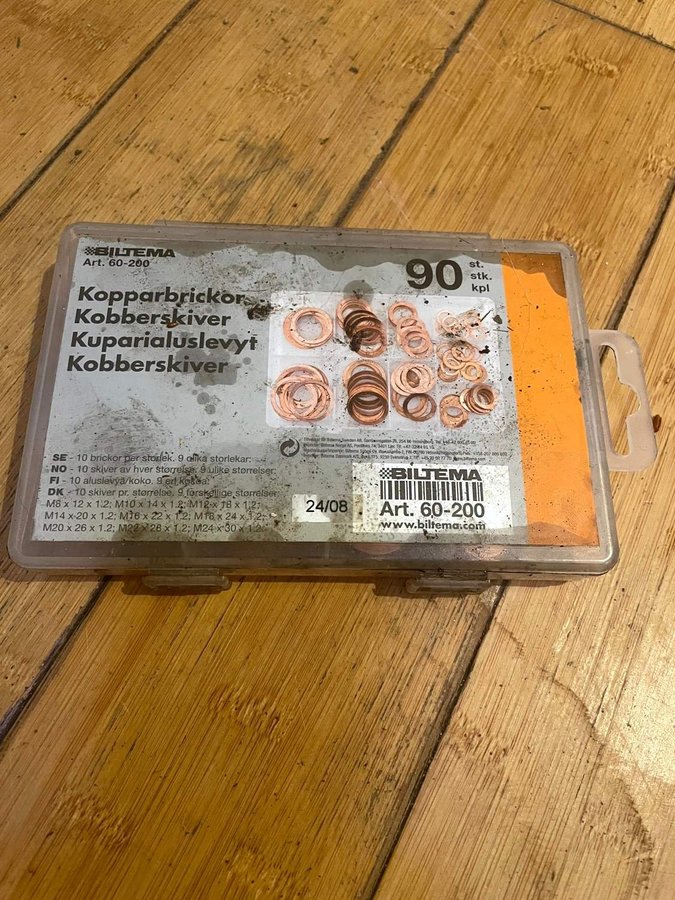 BILTEMA
Art. 60-200
90 st.
stk.
kpl
Kopparbrickor
Kobberskiver
Kuparialuslevyt
Kobberskiver
SE - 10 brickor per storlek. 9 olika storlekar:
NO - 10 skiver av hver størrelse. 9 ulike størrelser:
FI - 10 aluslevyä/koko. 9 eri kokoa:
DK - 10 skiver pr. størrelse. 9 forskellige størrelser:
M8 x 12 x 1.2; M10 x 14 x 1.2; M12 x 18 x 1.2;
M14 x 20 x 1.2; M16 x 22 x 1.2; M18 x 24 x 1.2;
M20 x 26 x 1.2; M22 x 28 x 1.2; M24 x 30 x 1.2;
24/08
BILTEMA
Art. 60-200
www.biltema.com